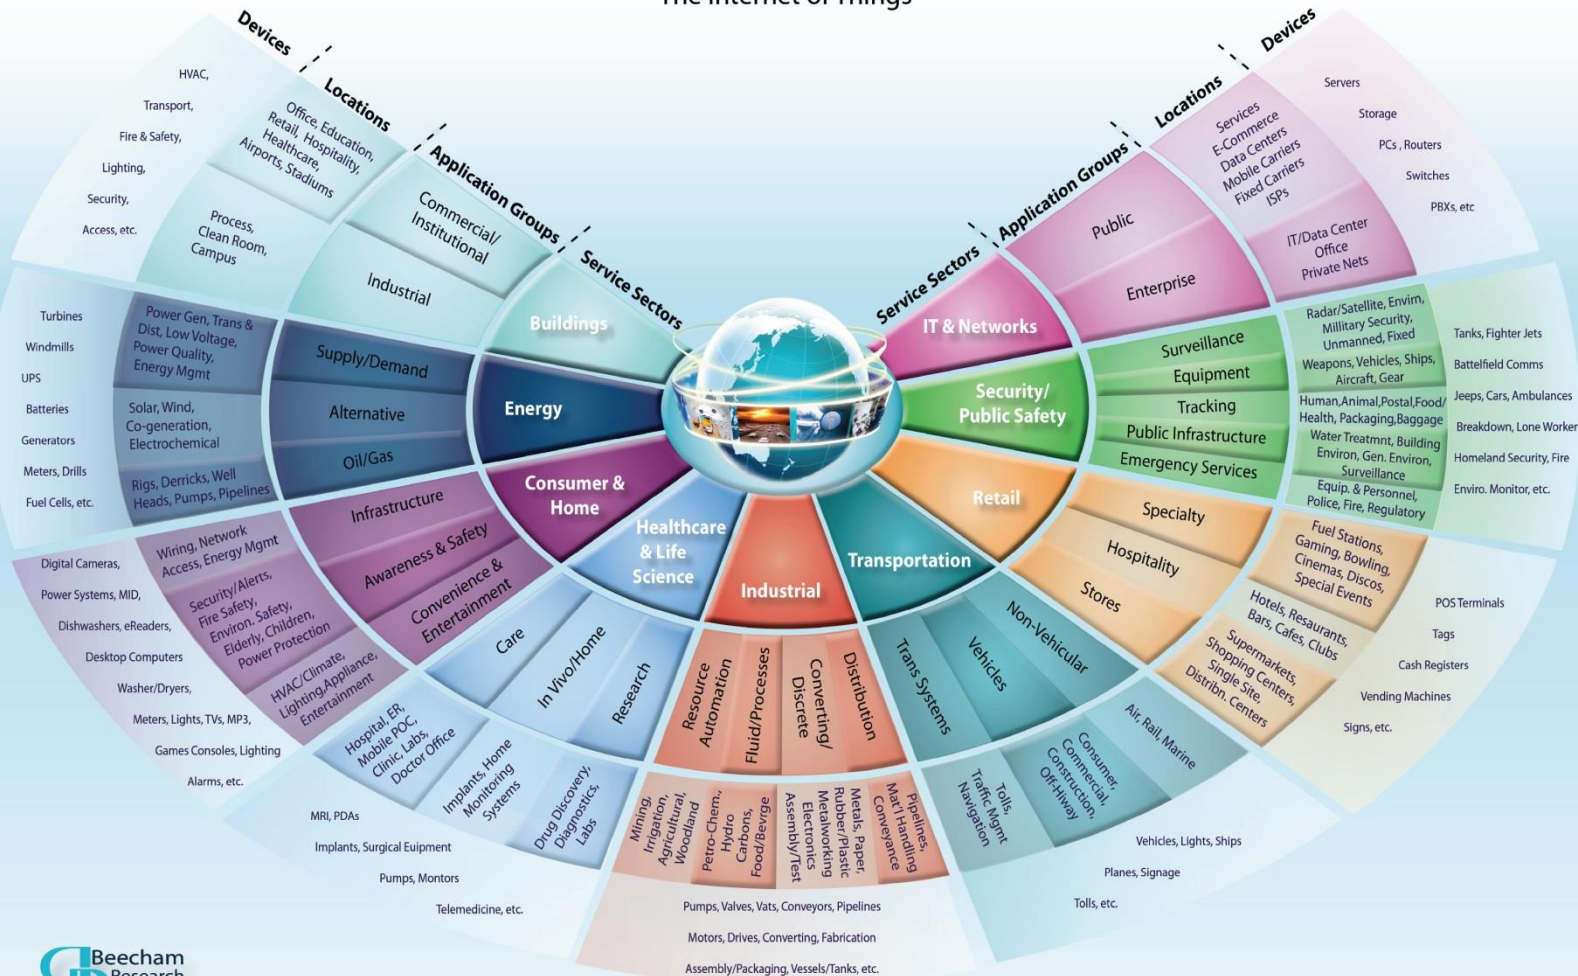 The Internet of Things
Devices
Locations
Application Groups
Service Sectors
HVAC,
Transport,
Fire & Safety,
Lighting,
Security,
Access, etc.
Office, Education,
Retail, Hospitality,
Healthcare,
Airports, Stadiums
Process,
Clean Room,
Campus
Commercial/
Institutional
Industrial
Buildings
Turbines
Windmills
UPS
Batteries
Generators
Meters, Drills
Fuel Cells, etc.
Power Gen, Trans &
Dist, Low Voltage,
Power Quality,
Energy Mgmt
Solar, Wind,
Co-generation,
Electrochemical
Rigs, Derricks, Well
Heads, Pumps, Pipelines
Supply/Demand
Alternative
Oil/Gas
Energy
Digital Cameras,
Power Systems, MID,
Dishwashers, eReaders,
Desktop Computers
Washer/Dryers,
Meters, Lights, TVs, MP3,
Games Consoles, Lighting
Alarms, etc.
Wiring, Network
Access, Energy Mgmt
Security/Alerts,
Fire Safety,
Environ. Safety,
Elderly, Children,
Power Protection
HVAC/Climate,
Lighting,Appliance,
Entertainment
Infrastructure
Awareness & Safety
Convenience &
Entertainment
Consumer &
Home
MRI, PDAs
Implants, Surgical Euipment
Pumps, Montors
Telemedicine, etc.
Hospital, ER,
Mobile POC,
Clinic, Labs,
Doctor Office
Implants, Home
Monitoring
Systems
Drug Discovery,
Diagnostics,
Labs
Care
In Vivo/Home
Research
Healthcare
& Life
Science
Industrial
Resource
Automation
Fluid/Processes
Converting/
Discrete
Distribution
Mining,
Irrigation,
Agricultural,
Woodland
Petro-Chem.,
Hydro
Carbons,
Food/Bevrge
Metals, Paper,
Rubber/Plastic
Metalworking
Electronics
Assembly/Test
Pipelines,
Mat'l Handling
Conveyance
Pumps, Valves, Vats, Conveyors, Pipelines
Motors, Drives, Converting, Fabrication
Assembly/Packaging, Vessels/Tanks, etc.
Transportation
Trans Systems
Vehicles
Non-Vehicular
Tolls,
Traffic Mgmt
Navigation
Consumer,
Commercial,
Construction,
Off-Hiway
Air, Rail, Marine
Vehicles, Lights, Ships
Planes, Signage
Tolls, etc.
Retail
Specialty
Hospitality
Stores
Fuel Stations,
Gaming, Bowling,
Cinemas, Discos,
Special Events
Hotels, Resaurants,
Bars, Cafes, Clubs
Supermarkets,
Shopping Centers,
Single Site,
Distribn. Centers
POS Terminals
Tags
Cash Registers
Vending Machines
Signs, etc.
Security/
Public Safety
Surveillance
Equipment
Tracking
Public Infrastructure
Emergency Services
Radar/Satellite, Envirn,
Millitary Security,
Unmanned, Fixed
Weapons, Vehicles, Ships,
Aircraft, Gear
Human,Animal,Postal,Food/
Health, Packaging,Baggage
Water Treatmnt, Building
Environ, Gen. Environ,
Surveillance
Equip. & Personnel,
Police, Fire, Regulatory
Tanks, Fighter Jets
Battelfield Comms
Jeeps, Cars, Ambulances
Breakdown, Lone Worker
Homeland Security, Fire
Enviro. Monitor, etc.
IT & Networks
Public
Enterprise
Services
E-Commerce
Data Centers
Mobile Carriers
Fixed Carriers
ISPs
IT/Data Center
Office
Private Nets
Servers
Storage
PCs , Routers
Switches
PBXs, etc
Service Sectors
Application Groups
Locations
Devices
Beecham
Research